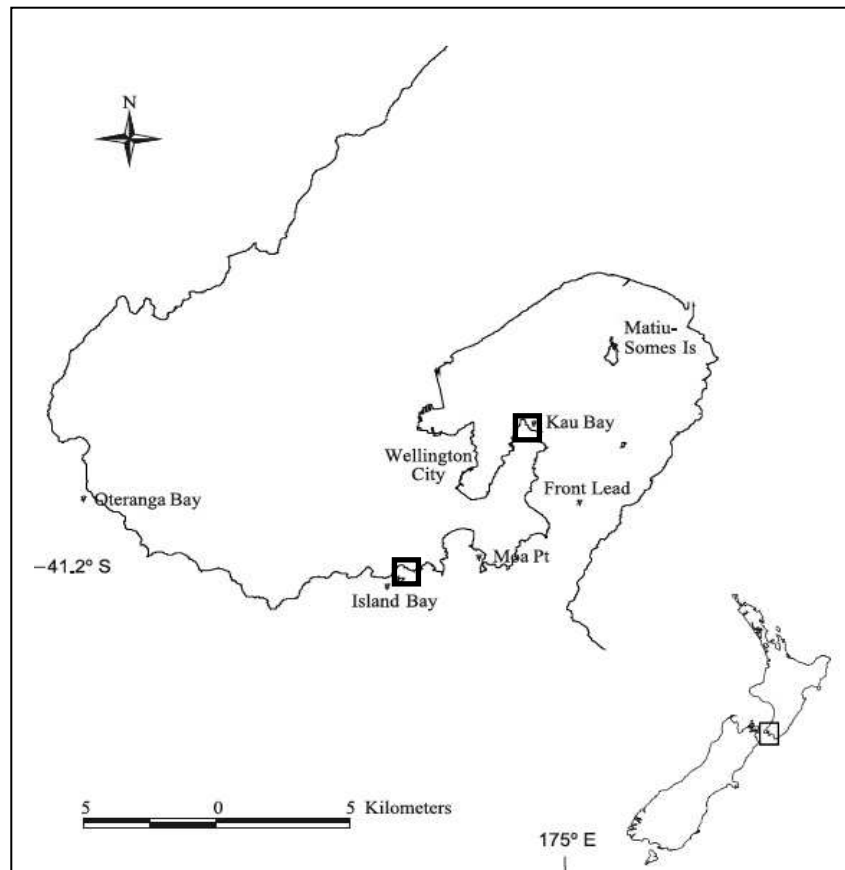 N
Matiu-
Somes Is
Kau Bay
Wellington
City
Front Lead
Oteranga Bay
Moa Pt
−41.2° S
Island Bay
5 0 5 Kilometers
175° E